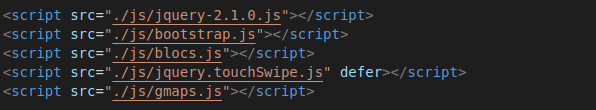 <script src="./js/jquery-2.1.0.js"></script>
<script src="./js/bootstrap.js"></script>
<script src="./js/blocs.js"></script>
<script src="./js/jquery.touchSwipe.js" defer></script>
<script src="./js/gmaps.js"></script>